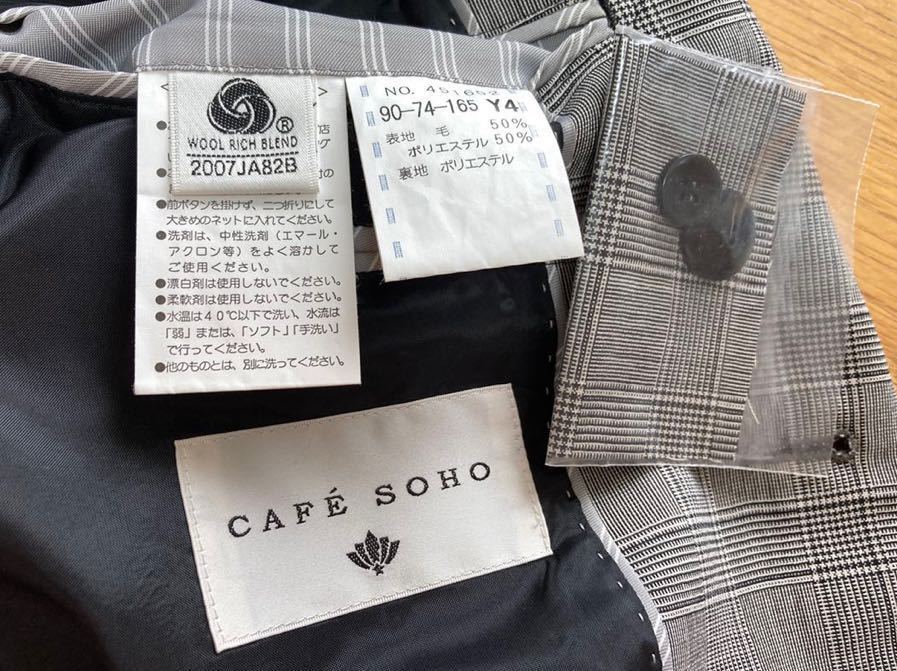 WOOL RICH BLEND
®
2007JA82B
●前ボタンを掛けず、二つ折りにして
大きめのネットに入れてください。
●洗剤は、中性洗剤（エマール・
アクロン等）をよく溶かして
ご使用ください。
●漂白剤は使用しないでください。
●柔軟剤は使用しないでください。
●水温は40℃以下で洗い、水流は
「弱」または、「ソフト」「手洗い」
で行ってください。
●他のものとは、別に洗ってください。
NO. 451652
90-74-165 Y4
表地 毛 50%
ポリエステル 50%
裏地 ポリエステル
CAFÉ SOHO